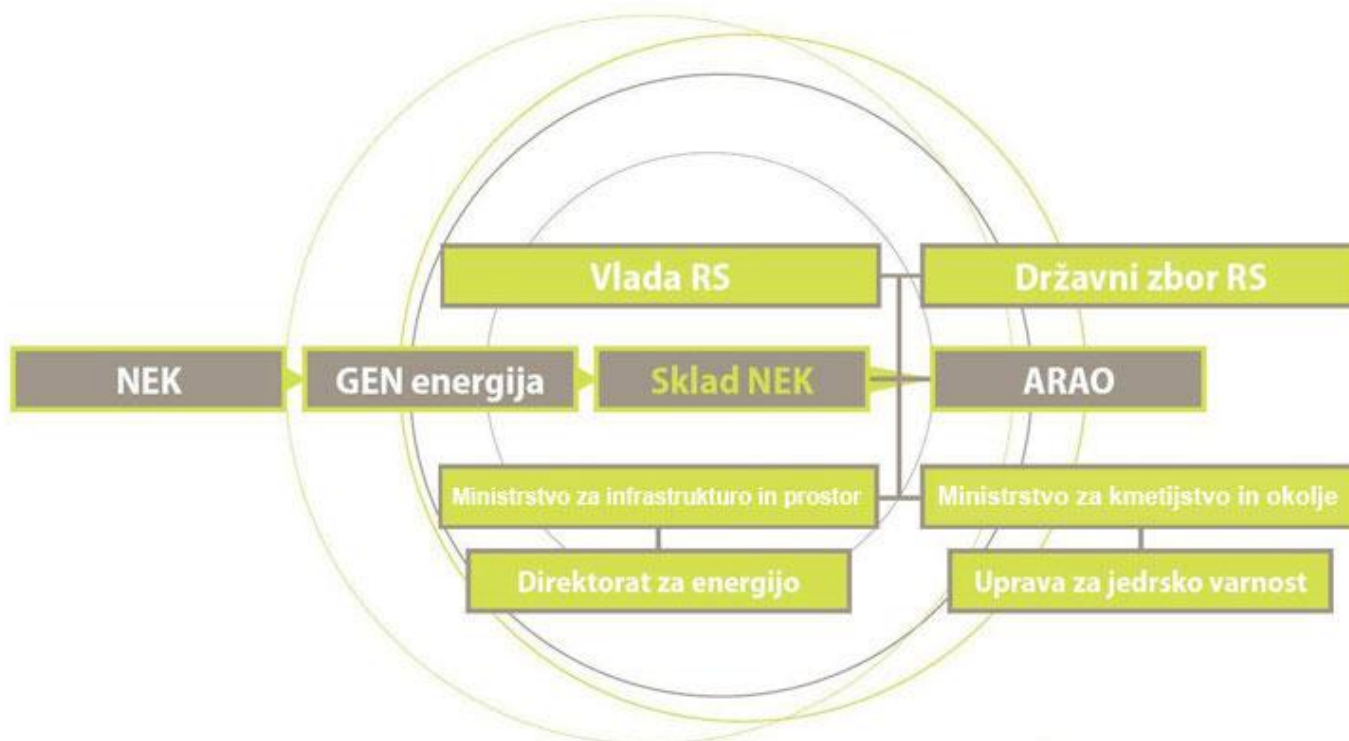 Vlada RS
Državni zbor RS
NEK
GEN energija
Sklad NEK
ARAO
Ministrstvo za infrastrukturo in prostor
Ministrstvo za kmetijstvo in okolje
Direktorat za energijo
Uprava za jedrsko varnost